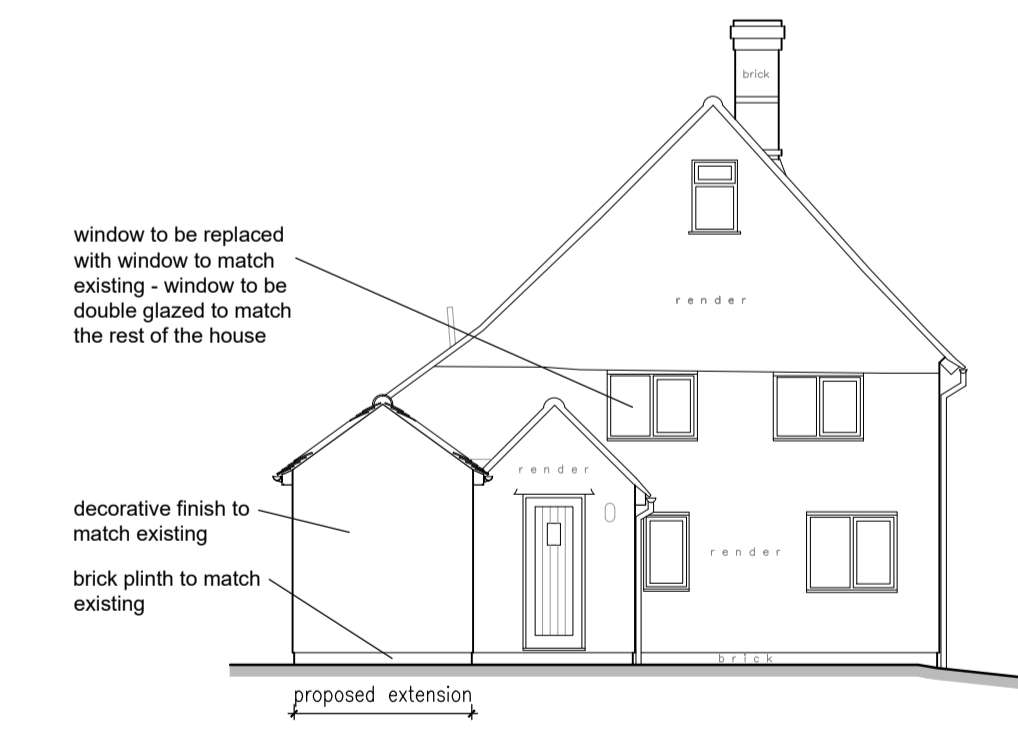 brick
window to be replaced
with window to match
existing - window to be
double glazed to match
the rest of the house
render
render
decorative finish to
match existing
render
brick plinth to match
existing
brick
proposed extension